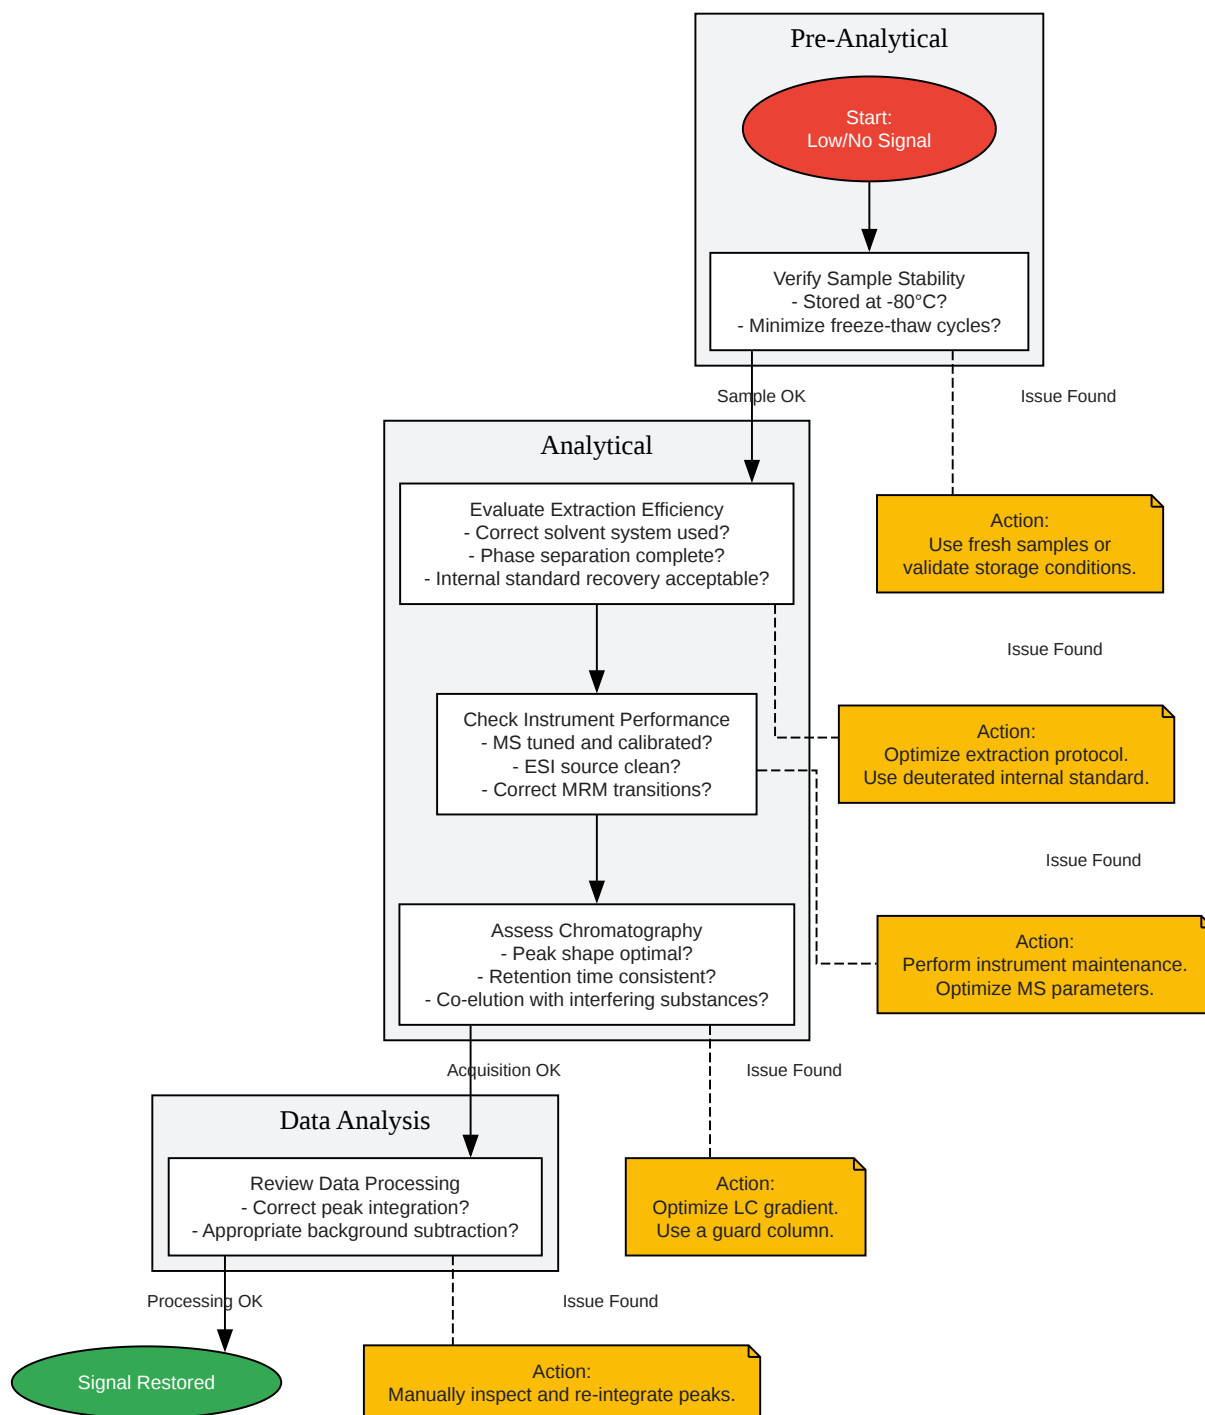 Pre-Analytical
Start:
Low/No Signal
Verify Sample Stability
- Stored at -80°C?
- Minimize freeze-thaw cycles?
Sample OK
Issue Found
Analytical
Evaluate Extraction Efficiency
- Correct solvent system used?
- Phase separation complete?
- Internal standard recovery acceptable?
Action:
Use fresh samples or
validate storage conditions.
Issue Found
Check Instrument Performance
- MS tuned and calibrated?
- ESI source clean?
- Correct MRM transitions?
Action:
Optimize extraction protocol.
Use deuterated internal standard.
Issue Found
Assess Chromatography
- Peak shape optimal?
- Retention time consistent?
- Co-elution with interfering substances?
Action:
Perform instrument maintenance.
Optimize MS parameters.
Acquisition OK
Issue Found
Data Analysis
Review Data Processing
- Correct peak integration?
- Appropriate background subtraction?
Action:
Optimize LC gradient.
Use a guard column.
Processing OK
Issue Found
Signal Restored
Action:
Manually inspect and re-integrate peaks.